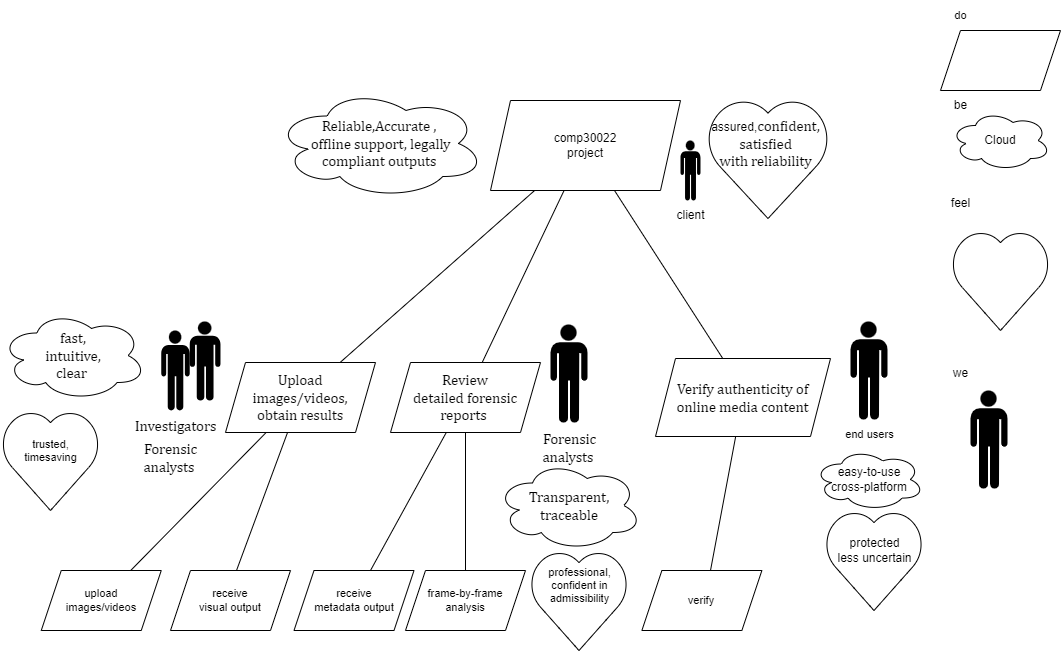 do
be
Cloud
feel
we
Reliable,Accurate ,
offline support, legally
compliant outputs
comp30022
project
client
assured,confident,
satisfied
with reliability
fast,
intuitive,
clear
trusted,
timesaving
Investigators
Forensic
analysts
Upload
images/videos,
obtain results
Review
detailed forensic
reports
Forensic
analysts
Transparent,
traceable
professional,
confident in
admissibility
Verify authenticity of
online media content
end users
easy-to-use
cross-platform
protected
less uncertain
upload
images/videos
receive
visual output
receive
metadata output
frame-by-frame
analysis
verify